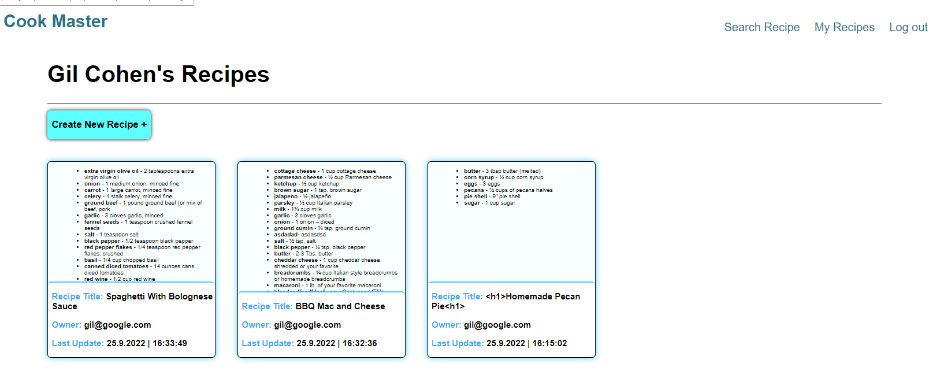 Cook Master
Search Recipe My Recipes Log out
Gil Cohen's Recipes
Create New Recipe +
extra virgin olive oil - 2 tablespoons extra
virgin olive oil
onion - 1 medium onion, minced fine
carrot - 1 large carrot, minced fine
celery - 1 stalk celery, minced fine
ground beef - 1 pound ground beef (or mix of
beef, pork
garlic - 3 cloves garlic, minced
fennel seeds - 1 teaspoon crushed fennel
seeds
salt - 1 teaspoon salt
black pepper - 1/2 teaspoon black pepper
red pepper flakes - 1/4 teaspoon red pepper
flakes, crushed
basil - 1/4 cup chopped basil
canned diced tomatoes - 14 ounces cans
diced tomatoes
red wine - 1/2 cup red wine
Recipe Title: Spaghetti With Bolognese
Sauce
Owner: gil@google.com
Last Update: 25.9.2022 | 16:33:49
cottage cheese - 1 cup cottage cheese
parmesan cheese - ½ cup Parmesan cheese
ketchup - ½ cup ketchup
brown sugar - 1 tsp. brown sugar
jalapeno - ½ jalapeño
parsley - ½ cup Italian parsley
milk - 1¾ cup milk
garlic - 3 cloves garlic
onion - 1 onion – diced
ground cumin - ½ tsp. ground cumin
asdadad- asdasdsd
salt - ½ tsp. salt
black pepper - ½ tsp. black pepper
butter - 2-3 Tbs. butter
cheddar cheese - 1 cup cheddar cheese
shredded or your favorite
breadcrumbs - ¾ cup Italian style breadcrumbs
or homemade breadcrumbs
macaroni - 1 lb. of your favorite macaroni
Recipe Title: BBQ Mac and Cheese
Owner: gil@google.com
Last Update: 25.9.2022 | 16:32:36
butter - 3 tbsp butter (melted)
corn syrup - ½ cup corn syrup
eggs - 3 eggs
pecans - ½ cups of pecans halves
pie shell - 9" pie shell
sugar - 1 cup sugar
Recipe Title: <h1>Homemade Pecan
Pie<h1>
Owner: gil@google.com
Last Update: 25.9.2022 | 16:15:02